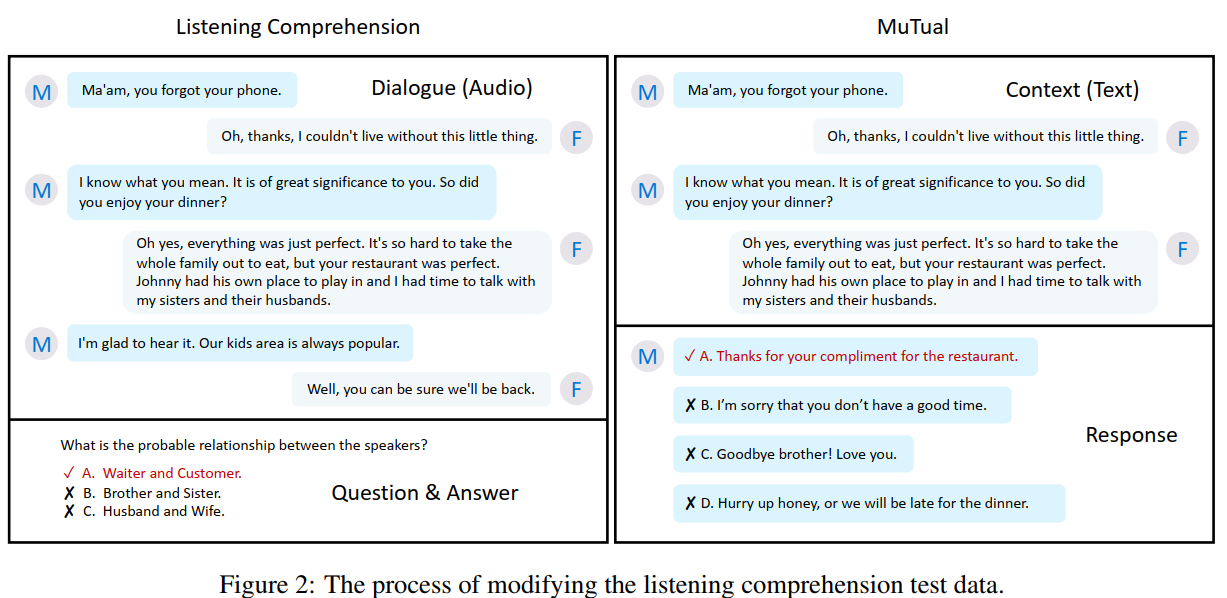 Listening Comprehension
M
Ma'am, you forgot your phone.
Dialogue (Audio)
Oh, thanks, I couldn't live without this little thing.
F
M
I know what you mean. It is of great significance to you. So did
you enjoy your dinner?
Oh yes, everything was just perfect. It's so hard to take the
whole family out to eat, but your restaurant was perfect.
Johnny had his own place to play in and I had time to talk with
my sisters and their husbands.
F
M
I'm glad to hear it. Our kids area is always popular.
Well, you can be sure we'll be back.
F
What is the probable relationship between the speakers?
✓ A. Waiter and Customer.
✗ B. Brother and Sister.
✗ C. Husband and Wife.
Question & Answer
MuTual
M
Ma'am, you forgot your phone.
Context (Text)
Oh, thanks, I couldn't live without this little thing.
F
M
I know what you mean. It is of great significance to you. So did
you enjoy your dinner?
Oh yes, everything was just perfect. It's so hard to take the
whole family out to eat, but your restaurant was perfect.
Johnny had his own place to play in and I had time to talk with
my sisters and their husbands.
F
M
✓ A. Thanks for your compliment for the restaurant.
✗ B. I’m sorry that you don’t have a good time.
✗ C. Goodbye brother! Love you.
✗ D. Hurry up honey, or we will be late for the dinner.
Response
Figure 2: The process of modifying the listening comprehension test data.